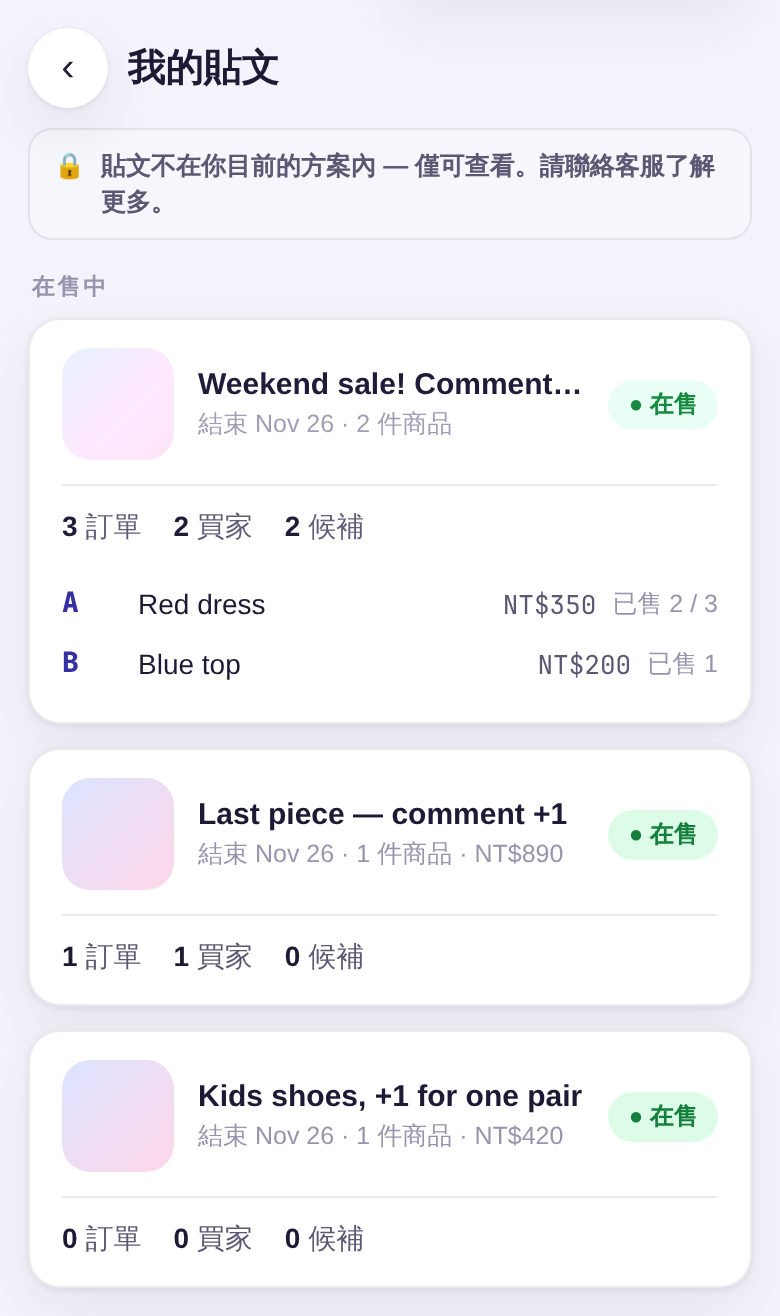 ‹ 我的貼文
🔒 貼文不在你目前的方案內 — 僅可查看。請聯絡客服了解
更多。
在售中
Weekend sale! Comment…
結束 Nov 26 · 2 件商品
● 在售
3 訂單 2 買家 2 候補
A Red dress NT$350 已售 2 / 3
B Blue top NT$200 已售 1
Last piece — comment +1
結束 Nov 26 · 1 件商品 · NT$890
● 在售
1 訂單 1 買家 0 候補
Kids shoes, +1 for one pair
結束 Nov 26 · 1 件商品 · NT$420
● 在售
0 訂單 0 買家 0 候補